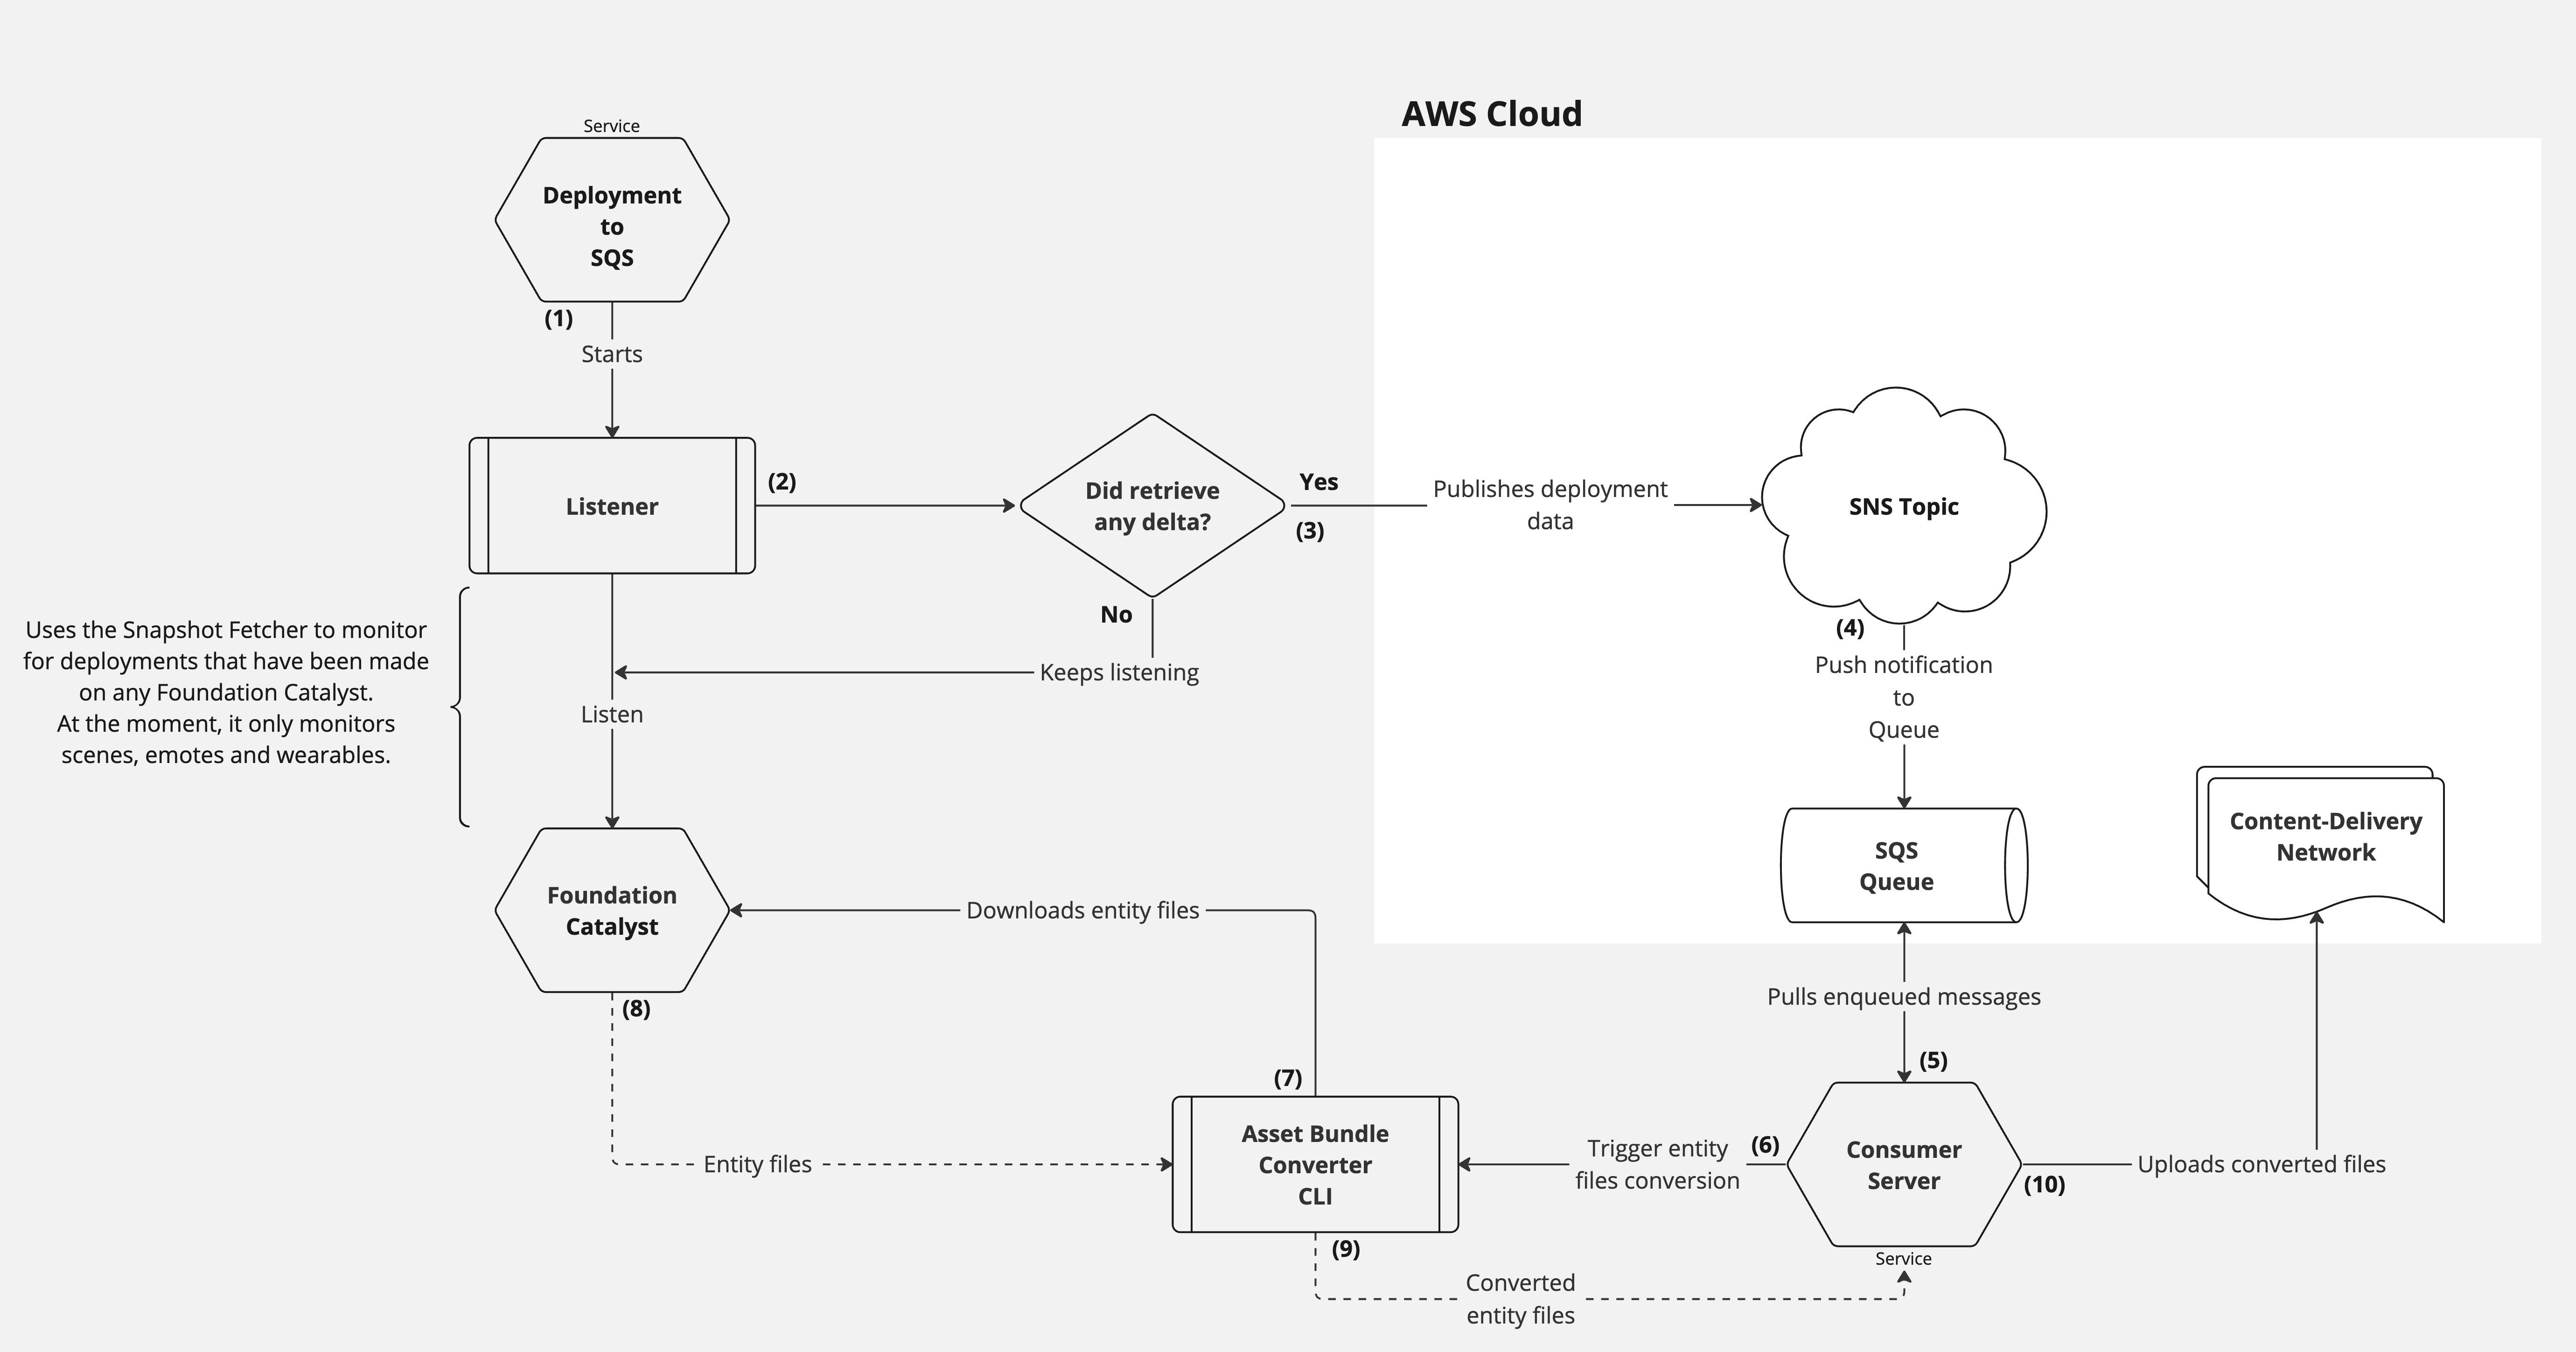 AWS Cloud
Service
Deployment
to
SQS
(1)
Starts
Listener
(2)
Did retrieve
any delta?
Yes
(3)
Publishes deployment
data
SNS Topic
No
Keeps listening
(4)
Push notification
to
Queue
Uses the Snapshot Fetcher to monitor
for deployments that have been made
on any Foundation Catalyst.
At the moment, it only monitors
scenes, emotes and wearables.
Listen
SQS
Queue
Content-Delivery
Network
Foundation
Catalyst
Downloads entity files
(8)
Pulls enqueued messages
(5)
(7)
Entity files
Asset Bundle
Converter
CLI
Trigger entity
files conversion
(6)
Consumer
Server
(10)
Uploads converted files
(9)
Service
Converted
entity files